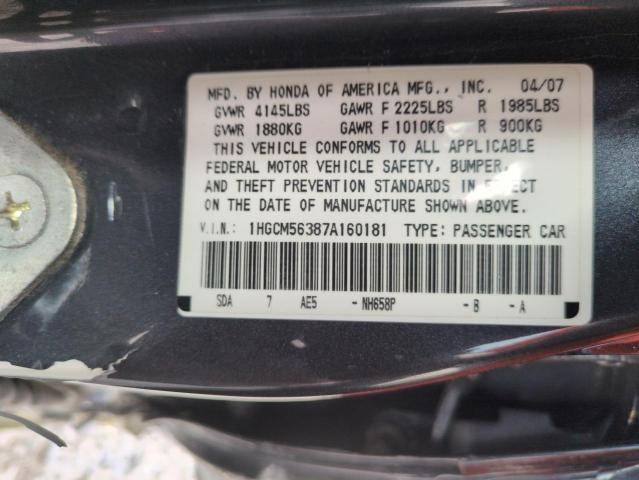 MFD. BY HONDA OF AMERICA MFG., INC. 04/07
GVWR 4145LBS GAWR F 2225LBS R 1985LBS
GVWR 1880KG GAWR F 1010KG R 900KG
THIS VEHICLE CONFORMS TO ALL APPLICABLE
FEDERAL MOTOR VEHICLE SAFETY, BUMPER,
AND THEFT PREVENTION STANDARDS IN EFFECT
ON THE DATE OF MANUFACTURE SHOWN ABOVE.
V.I.N.: 1HGCM56387A160181 TYPE: PASSENGER CAR
SDA 7 AE5 - NH658P - B - A